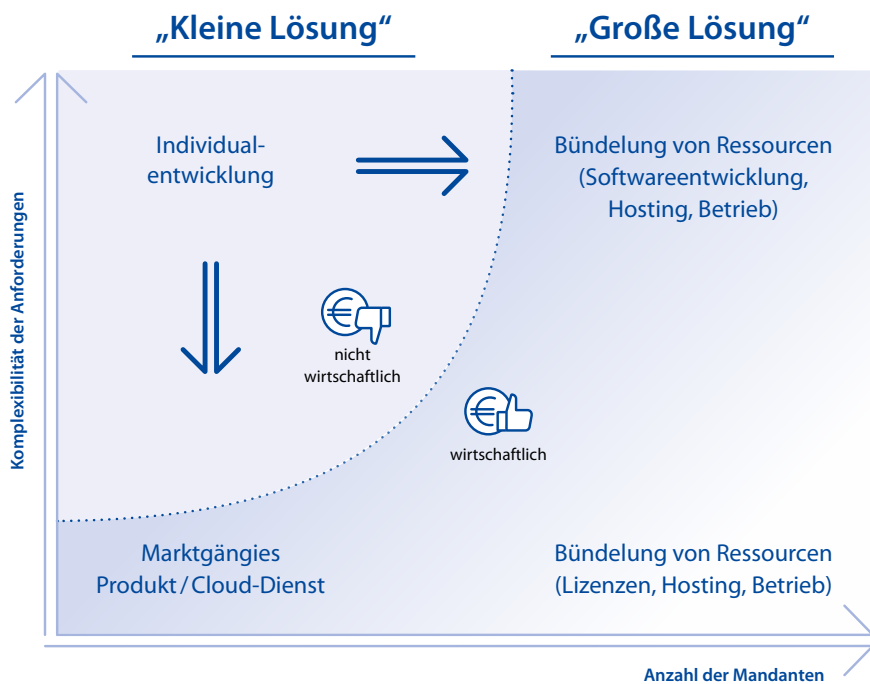 „Kleine Lösung“
„Große Lösung“
Komplexibilität der Anforderungen
Individual-
entwicklung
Bündelung von Ressourcen
(Softwareentwicklung,
Hosting, Betrieb)
nicht
wirtschaftlich
wirtschaftlich
Marktgängies
Produkt / Cloud-Dienst
Bündelung von Ressourcen
(Lizenzen, Hosting, Betrieb)
Anzahl der Mandanten